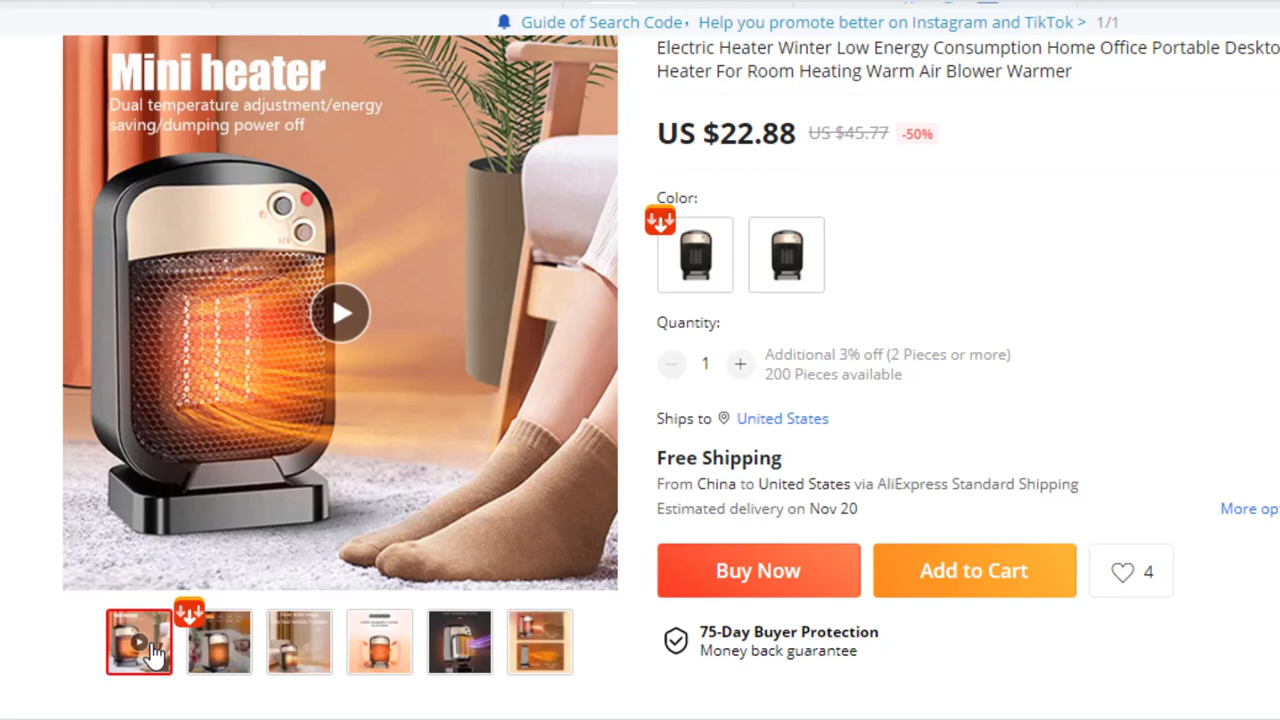 Guide of Search Code, Help you promote better on Instagram and TikTok > 1/1
Electric Heater Winter Low Energy Consumption Home Office Portable
Heater For Room Heating Warm Air Blower Warmer
Mini heater
Dual temperature adjustment/energy
saving/dumping power off
US $22.88 US $45.77 -50%
Color:
Quantity:
1
Additional 3% off (2 Pieces or more)
200 Pieces available
Ships to United States
Free Shipping
From China to United States via AliExpress Standard Shipping
Estimated delivery on Nov 20
More
Buy Now
Add to Cart
4
75-Day Buyer Protection
Money back guarantee